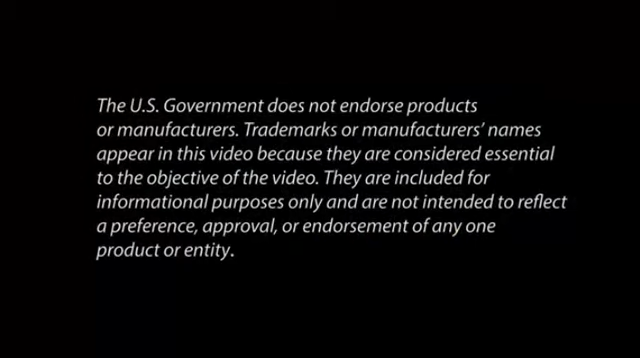 The U.S. Government does not endorse products
or manufacturers. Trademarks or manufacturers' names
appear in this video because they are considered essential
to the objective of the video. They are included for
informational purposes only and are not intended to reflect
a preference, approval, or endorsement of any one
product or entity.